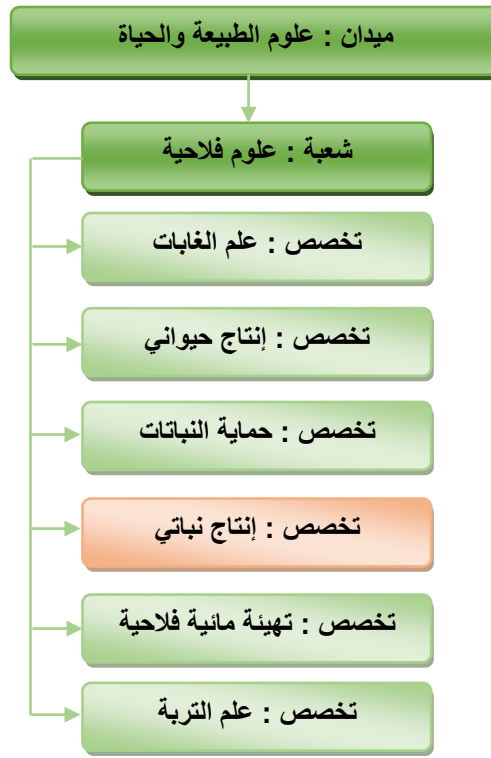 ميدان : علوم الطبيعة والحياة
شعبة : علوم فلاحية
تخصص : علم الغابات
تخصص : إنتاج حيواني
تخصص : حماية النباتات
تخصص : إنتاج نباتي
تخصص : تهيئة مائية فلاحية
تخصص : علم التربة